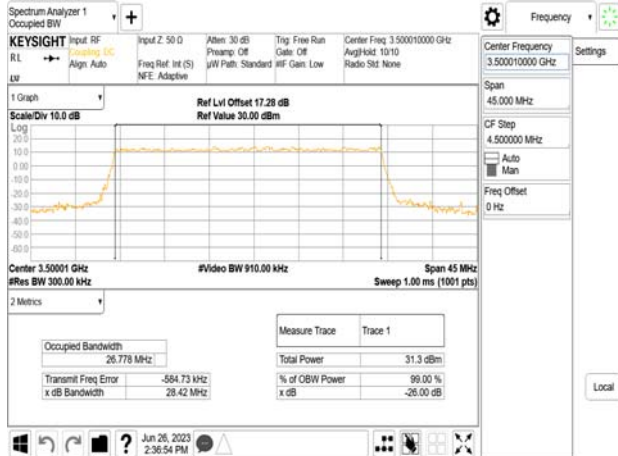 Spectrum Analyzer 1
Occupied BW
+
Frequency
KEYSIGHT
RL
LXI
Input: RF
Coupling: DC
Align: Auto
Input Z: 50 Ω
Freq Ref: Int (S)
NFE: Adaptive
Atten: 30 dB
Preamp: Off
µW Path: Standard
Trig: Free Run
Gate: Off
#IF Gain: Low
Center Freq: 3.500010000 GHz
Avg|Hold: 10/10
Radio Std: None
Center Frequency
3.500010000 GHz
Settings
Span
45.000 MHz
CF Step
4.500000 MHz
Auto
Man
Freq Offset
0 Hz
Local
1 Graph
Scale/Div 10.0 dB
Ref Lvl Offset 17.28 dB
Ref Value 30.00 dBm
Log
20.0
10.0
0.00
-10.0
-20.0
-30.0
-40.0
-50.0
-60.0
Center 3.50001 GHz
#Res BW 300.00 kHz
#Video BW 910.00 kHz
Span 45 MHz
Sweep 1.00 ms (1001 pts)
2 Metrics
Measure Trace Trace 1
Occupied Bandwidth
26.778 MHz
Total Power 31.3 dBm
Transmit Freq Error -584.73 kHz
% of OBW Power 99.00 %
x dB Bandwidth 28.42 MHz
x dB -26.00 dB
?
Jun 26, 2023
2:36:54 PM